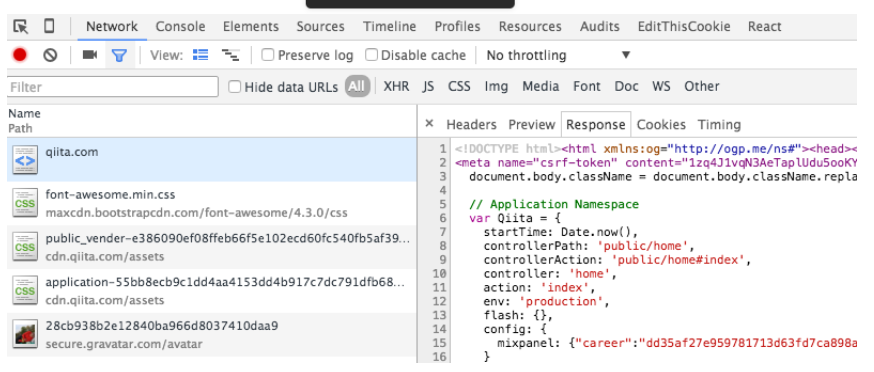 Network Console Elements Sources Timeline Profiles Resources Audits EditThisCookie React
View: Preserve log Disable cache No throttling ▼
Filter Hide data URLs All XHR JS CSS Img Media Font Doc WS Other
Name
Path
qiita.com
font-awesome.min.css
maxcdn.bootstrapcdn.com/font-awesome/4.3.0/css
public_vender-e386090ef08ffeb66f5e102ecd60fc540fb5af39...
cdn.qiita.com/assets
application-55bb8ecb9c1dd4aa4153dd4b917c7dc791dfb68...
cdn.qiita.com/assets
28cb938b2e12840ba966d8037410daa9
secure.gravatar.com/avatar
× Headers Preview Response Cookies Timing
1 <!DOCTYPE html><html xmlns:og="http://ogp.me/ns#"><head><
2 <meta name="csrf-token" content="1zq4J1vqN3AeTaplUdu5ooKY
3 document.body.className = document.body.className.repla
4
5 // Application Namespace
6 var Qiita = {
7 startTime: Date.now(),
8 controllerPath: 'public/home',
9 controllerAction: 'public/home#index',
10 controller: 'home',
11 action: 'index',
12 env: 'production',
13 flash: {},
14 config: {
15 mixpanel: {"career":"dd35af27e959781713d63fd7ca898a
16 }